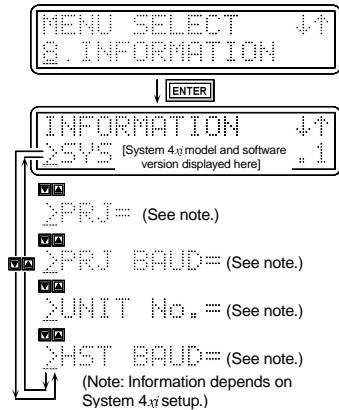 MENU SELECT ↓↑
8.INFORMATION
ENTER
INFORMATION ↓↑
≥SYS [System 4xi model and software version displayed here] .1
≥PRJ= (See note.)
≥PRJ BAUD= (See note.)
≥UNIT No.= (See note.)
≥HST BAUD= (See note.)
(Note: Information depends on
System 4xi setup.)